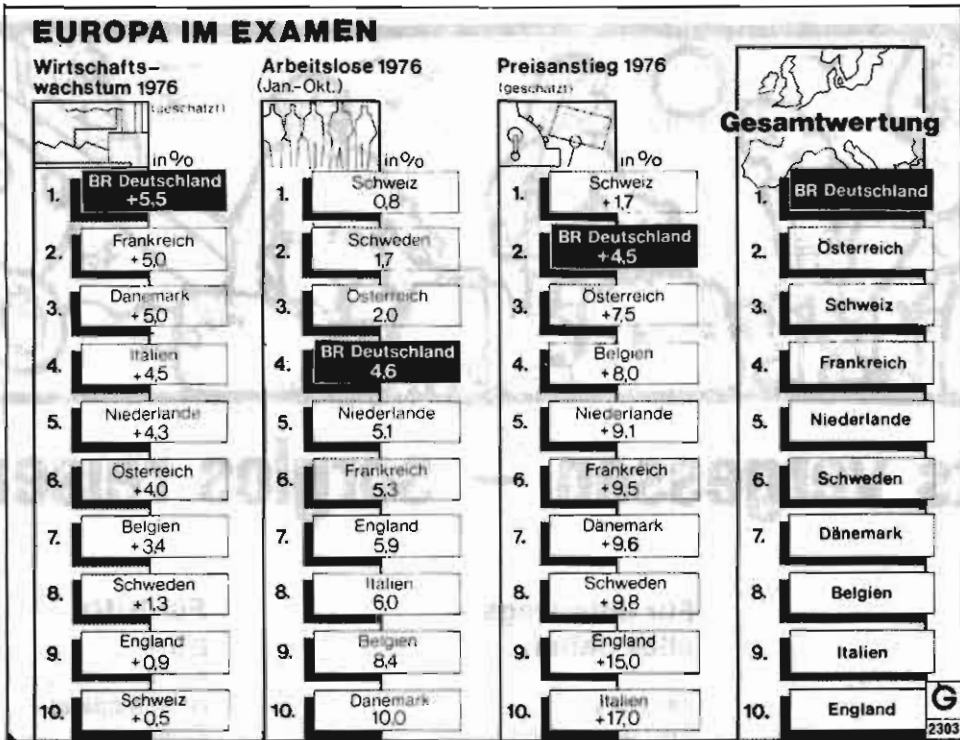 EUROPA IM EXAMEN
Wirtschafts-
wachstum 1976
(geschätzt)
in %
1. BR Deutschland
+5,5
2. Frankreich
+5,0
3. Dänemark
+5,0
4. Italien
+4,5
5. Niederlande
+4,3
6. Österreich
+4,0
7. Belgien
+3,4
8. Schweden
+1,3
9. England
+0,9
10. Schweiz
+0,5
Arbeitslose 1976
(Jan.-Okt.)
in %
1. Schweiz
0,8
2. Schweden
1,7
3. Österreich
2,0
4. BR Deutschland
4,6
5. Niederlande
5,1
6. Frankreich
5,3
7. England
5,9
8. Italien
6,0
9. Belgien
8,4
10. Dänemark
10,0
Preisanstieg 1976
(geschätzt)
in %
1. Schweiz
+1,7
2. BR Deutschland
+4,5
3. Österreich
+7,5
4. Belgien
+8,0
5. Niederlande
+9,1
6. Frankreich
+9,5
7. Dänemark
+9,6
8. Schweden
+9,8
9. England
+15,0
10. Italien
+17,0
Gesamtwertung
1. BR Deutschland
2. Österreich
3. Schweiz
4. Frankreich
5. Niederlande
6. Schweden
7. Dänemark
8. Belgien
9. Italien
10. England
G
2303